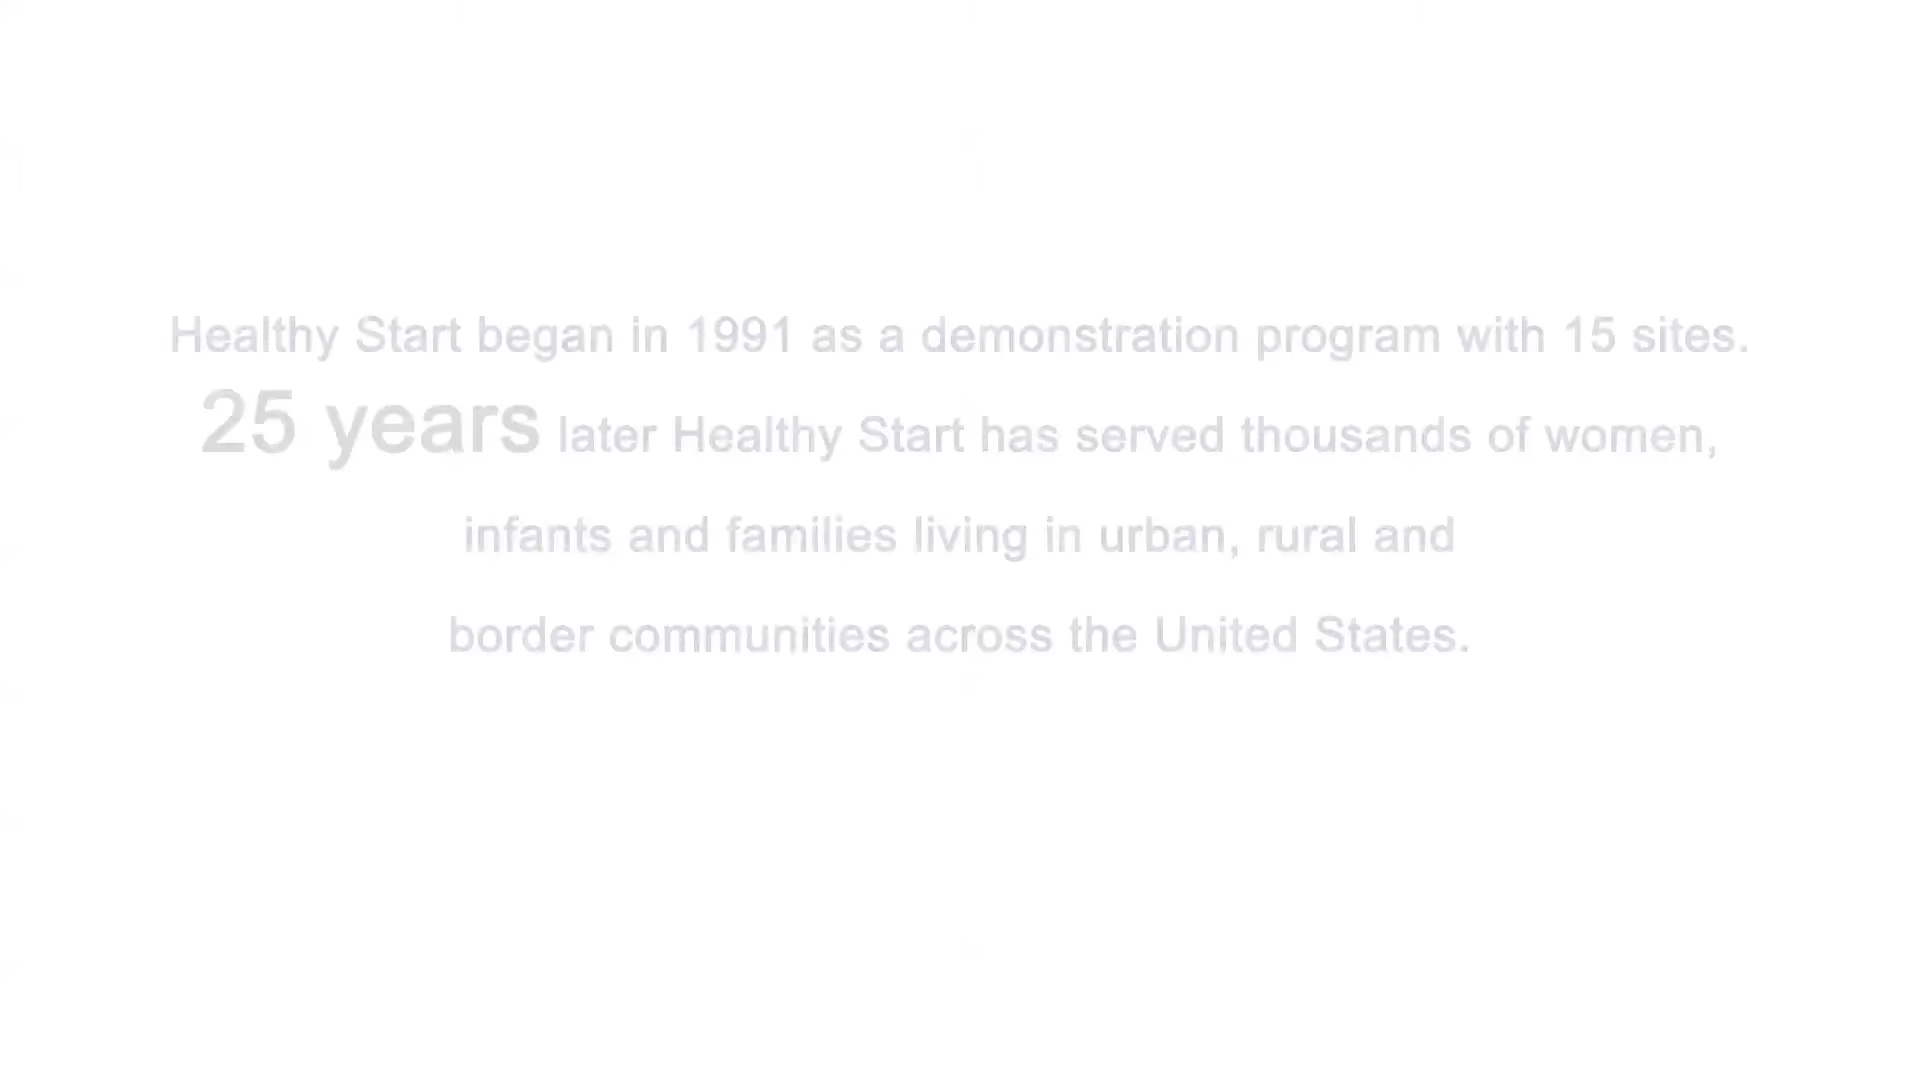 Healthy Start began in 1991 as a demonstration program with 15 sites.
25 years later Healthy Start has served thousands of women,
infants and families living in urban, rural and
border communities across the United States.